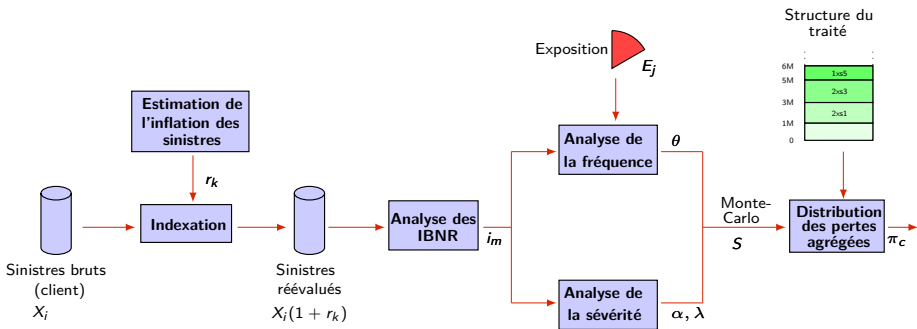 Structure du
traité
6M
5M
3M
1M
0
1xs5
2xs3
2xs1
Exposition
E_j
Estimation de
l'inflation des
sinistres
r_k
Indexation
Sinistres bruts
(client)
X_i
Sinistres
réévalués
X_i(1 + r_k)
Analyse des
IBNR
i_m
Analyse de
la fréquence
θ
Analyse de
la sévérité
α, λ
Monte-
Carlo
S
Distribution
des pertes
agrégées
π_c